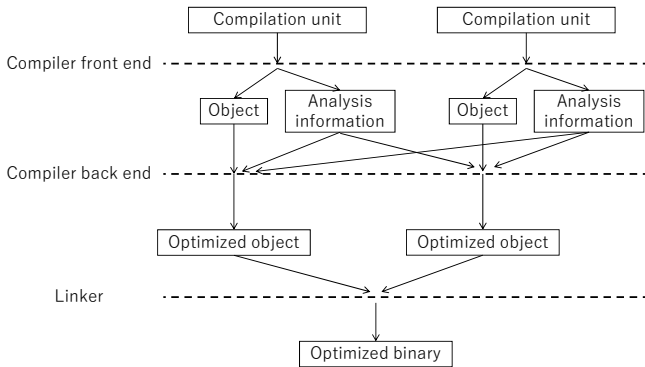 Compilation unit
Compilation unit
Compiler front end
Object
Analysis
information
Object
Analysis
information
Compiler back end
Optimized object
Optimized object
Linker
Optimized binary